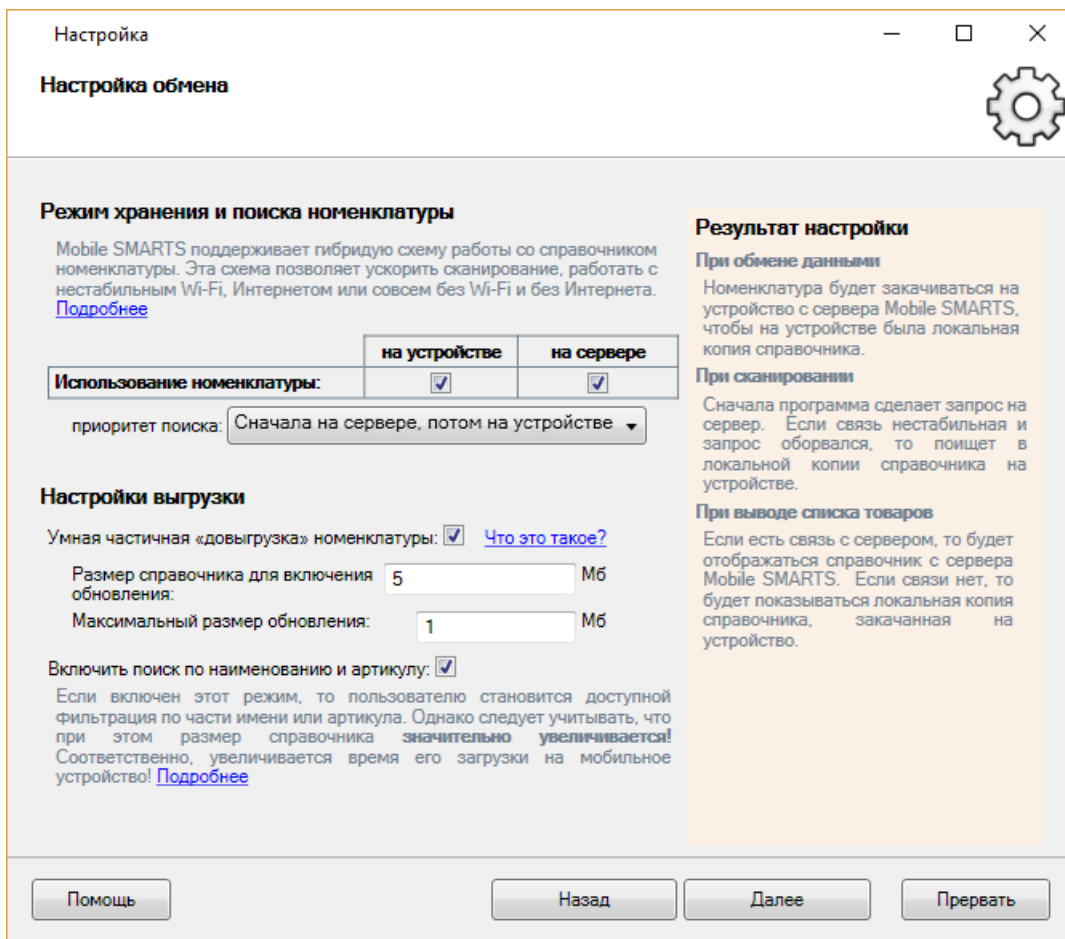 Настройка
Настройка обмена
Режим хранения и поиска номенклатуры
Mobile SMARTS поддерживает гибридую схему работы со справочником
номенклатуры. Эта схема позволяет ускорить сканирование, работать с
нестабильным Wi-Fi, Интернетом или совсем без Wi-Fi и без Интернета.
Подробнее
на устройстве на сервере
Использование номенклатуры:
приоритет поиска: Сначала на сервере, потом на устройстве
Настройки выгрузки
Умная частичная «довыгрузка» номенклатуры: Что это такое?
Размер справочника для включения
обновления:
5 Мб
Максимальный размер обновления: 1 Мб
Включить поиск по наименованию и артикулу:
Если включен этот режим, то пользователю становится доступной
фильтрация по части имени или артикула. Однако следует учитывать, что
при этом размер справочника значительно увеличивается!
Соответственно, увеличивается время его загрузки на мобильное
устройство! Подробнее
Результат настройки
При обмене данными
Номенклатура будет закачиваться на
устройство с сервера Mobile SMARTS,
чтобы на устройстве была локальная
копия справочника.
При сканировании
Сначала программа сделает запрос на
сервер. Если связь нестабильная и
запрос оборвался, то поищет в
локальной копии справочника на
устройстве.
При выводе списка товаров
Если есть связь с сервером, то будет
отображаться справочник с сервера
Mobile SMARTS. Если связи нет, то
будет показываться локальная копия
справочника, закачанная на
устройство.
Помощь Назад Далее Прервать